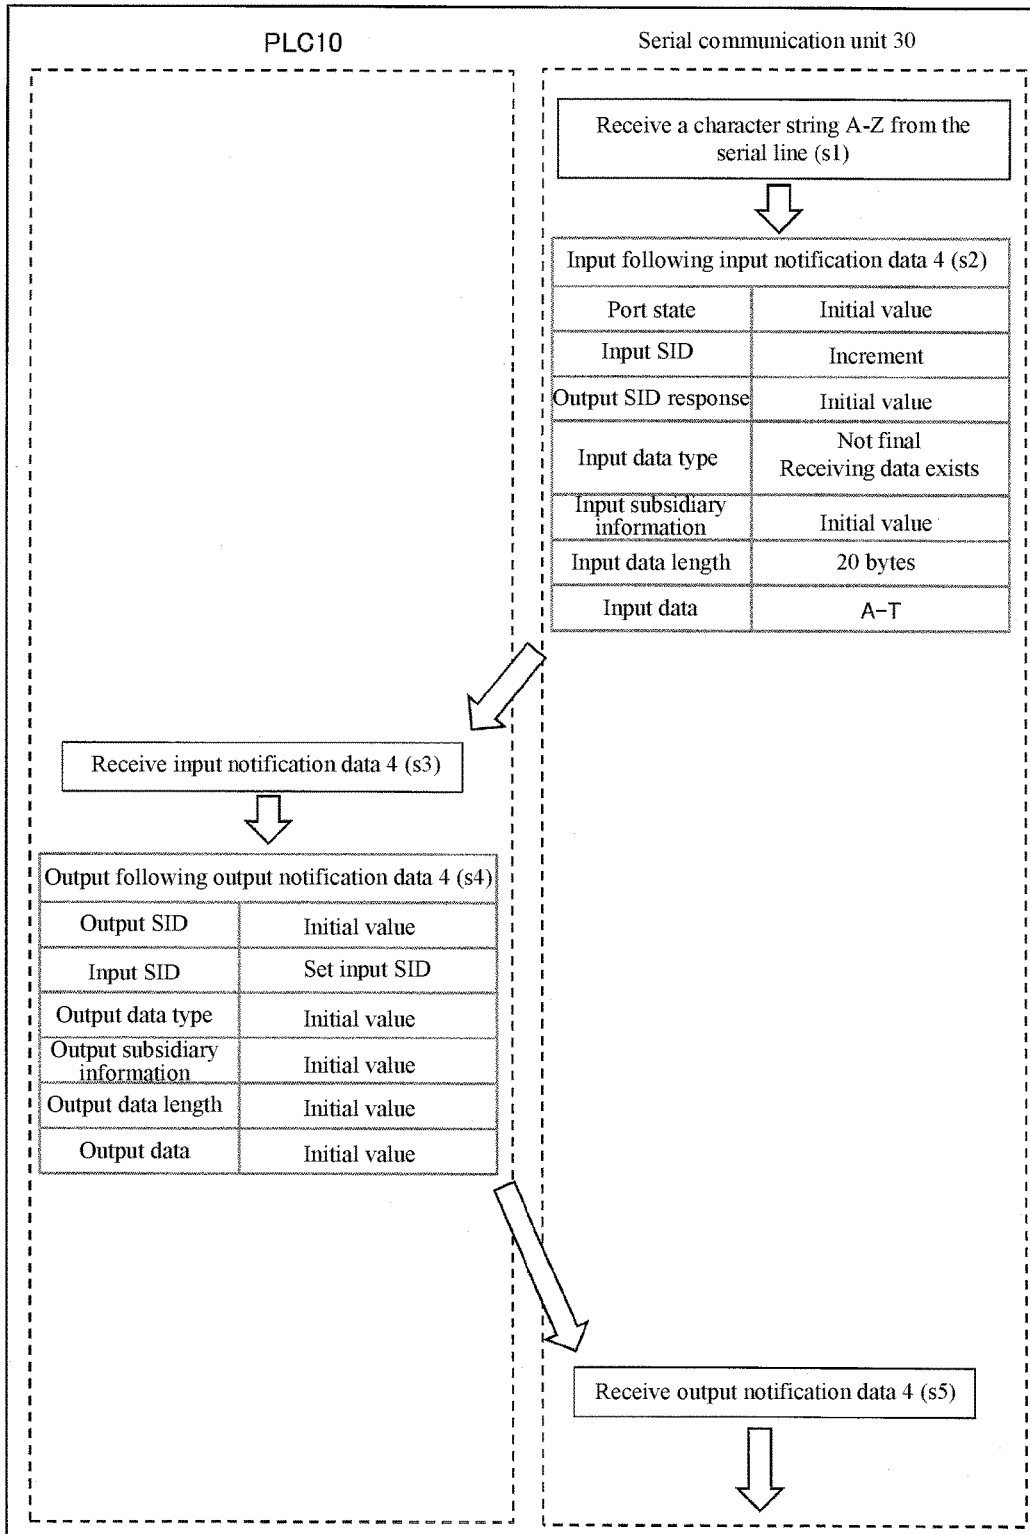 PLC10
Serial communication unit 30
Receive a character string A-Z from the
serial line (s1)
Input following input notification data 4 (s2)
Port state
Initial value
Input SID
Increment
Output SID response
Initial value
Input data type
Not final
Receiving data exists
Input subsidiary
information
Initial value
Input data length
20 bytes
Input data
A-T
Receive input notification data 4 (s3)
Output following output notification data 4 (s4)
Output SID
Initial value
Input SID
Set input SID
Output data type
Initial value
Output subsidiary
information
Initial value
Output data length
Initial value
Output data
Initial value
Receive output notification data 4 (s5)